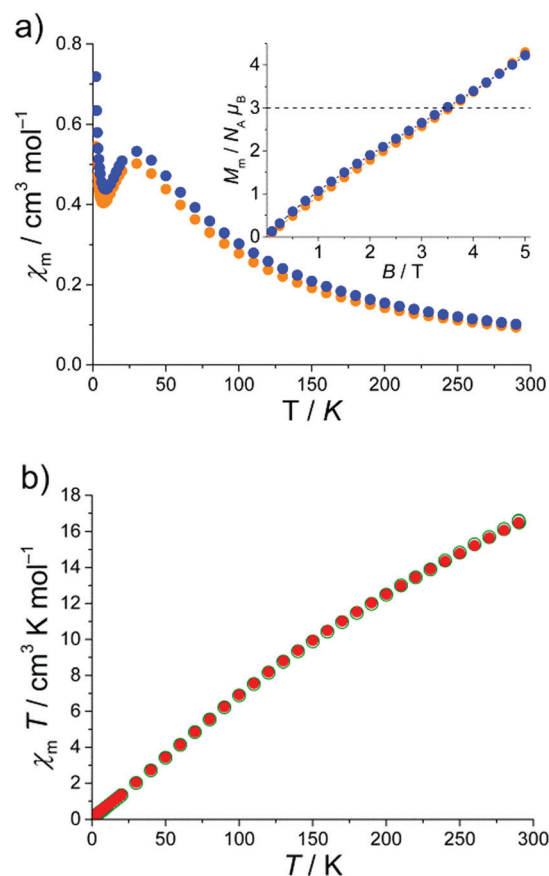 a)
0.8
0.6
0.4
0.2
0.0
χm / cm³ mol⁻¹
0 50 100 150 200 250 300
T / K
4
3
2
1
0
Mm / NA μB
0 1 2 3 4 5
B / T
b)
18
16
14
12
10
8
6
4
2
0
χm T / cm³ K mol⁻¹
0 50 100 150 200 250 300
T / K